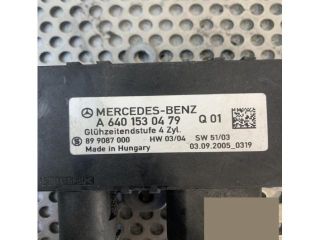 MERCEDES-BENZ
A 640 153 04 79 Q 01
Glühzeitendstufe 4 Zyl.
89 9087 000 HW 03/04 SW 51/03
Made in Hungary 03.09.2005_0319